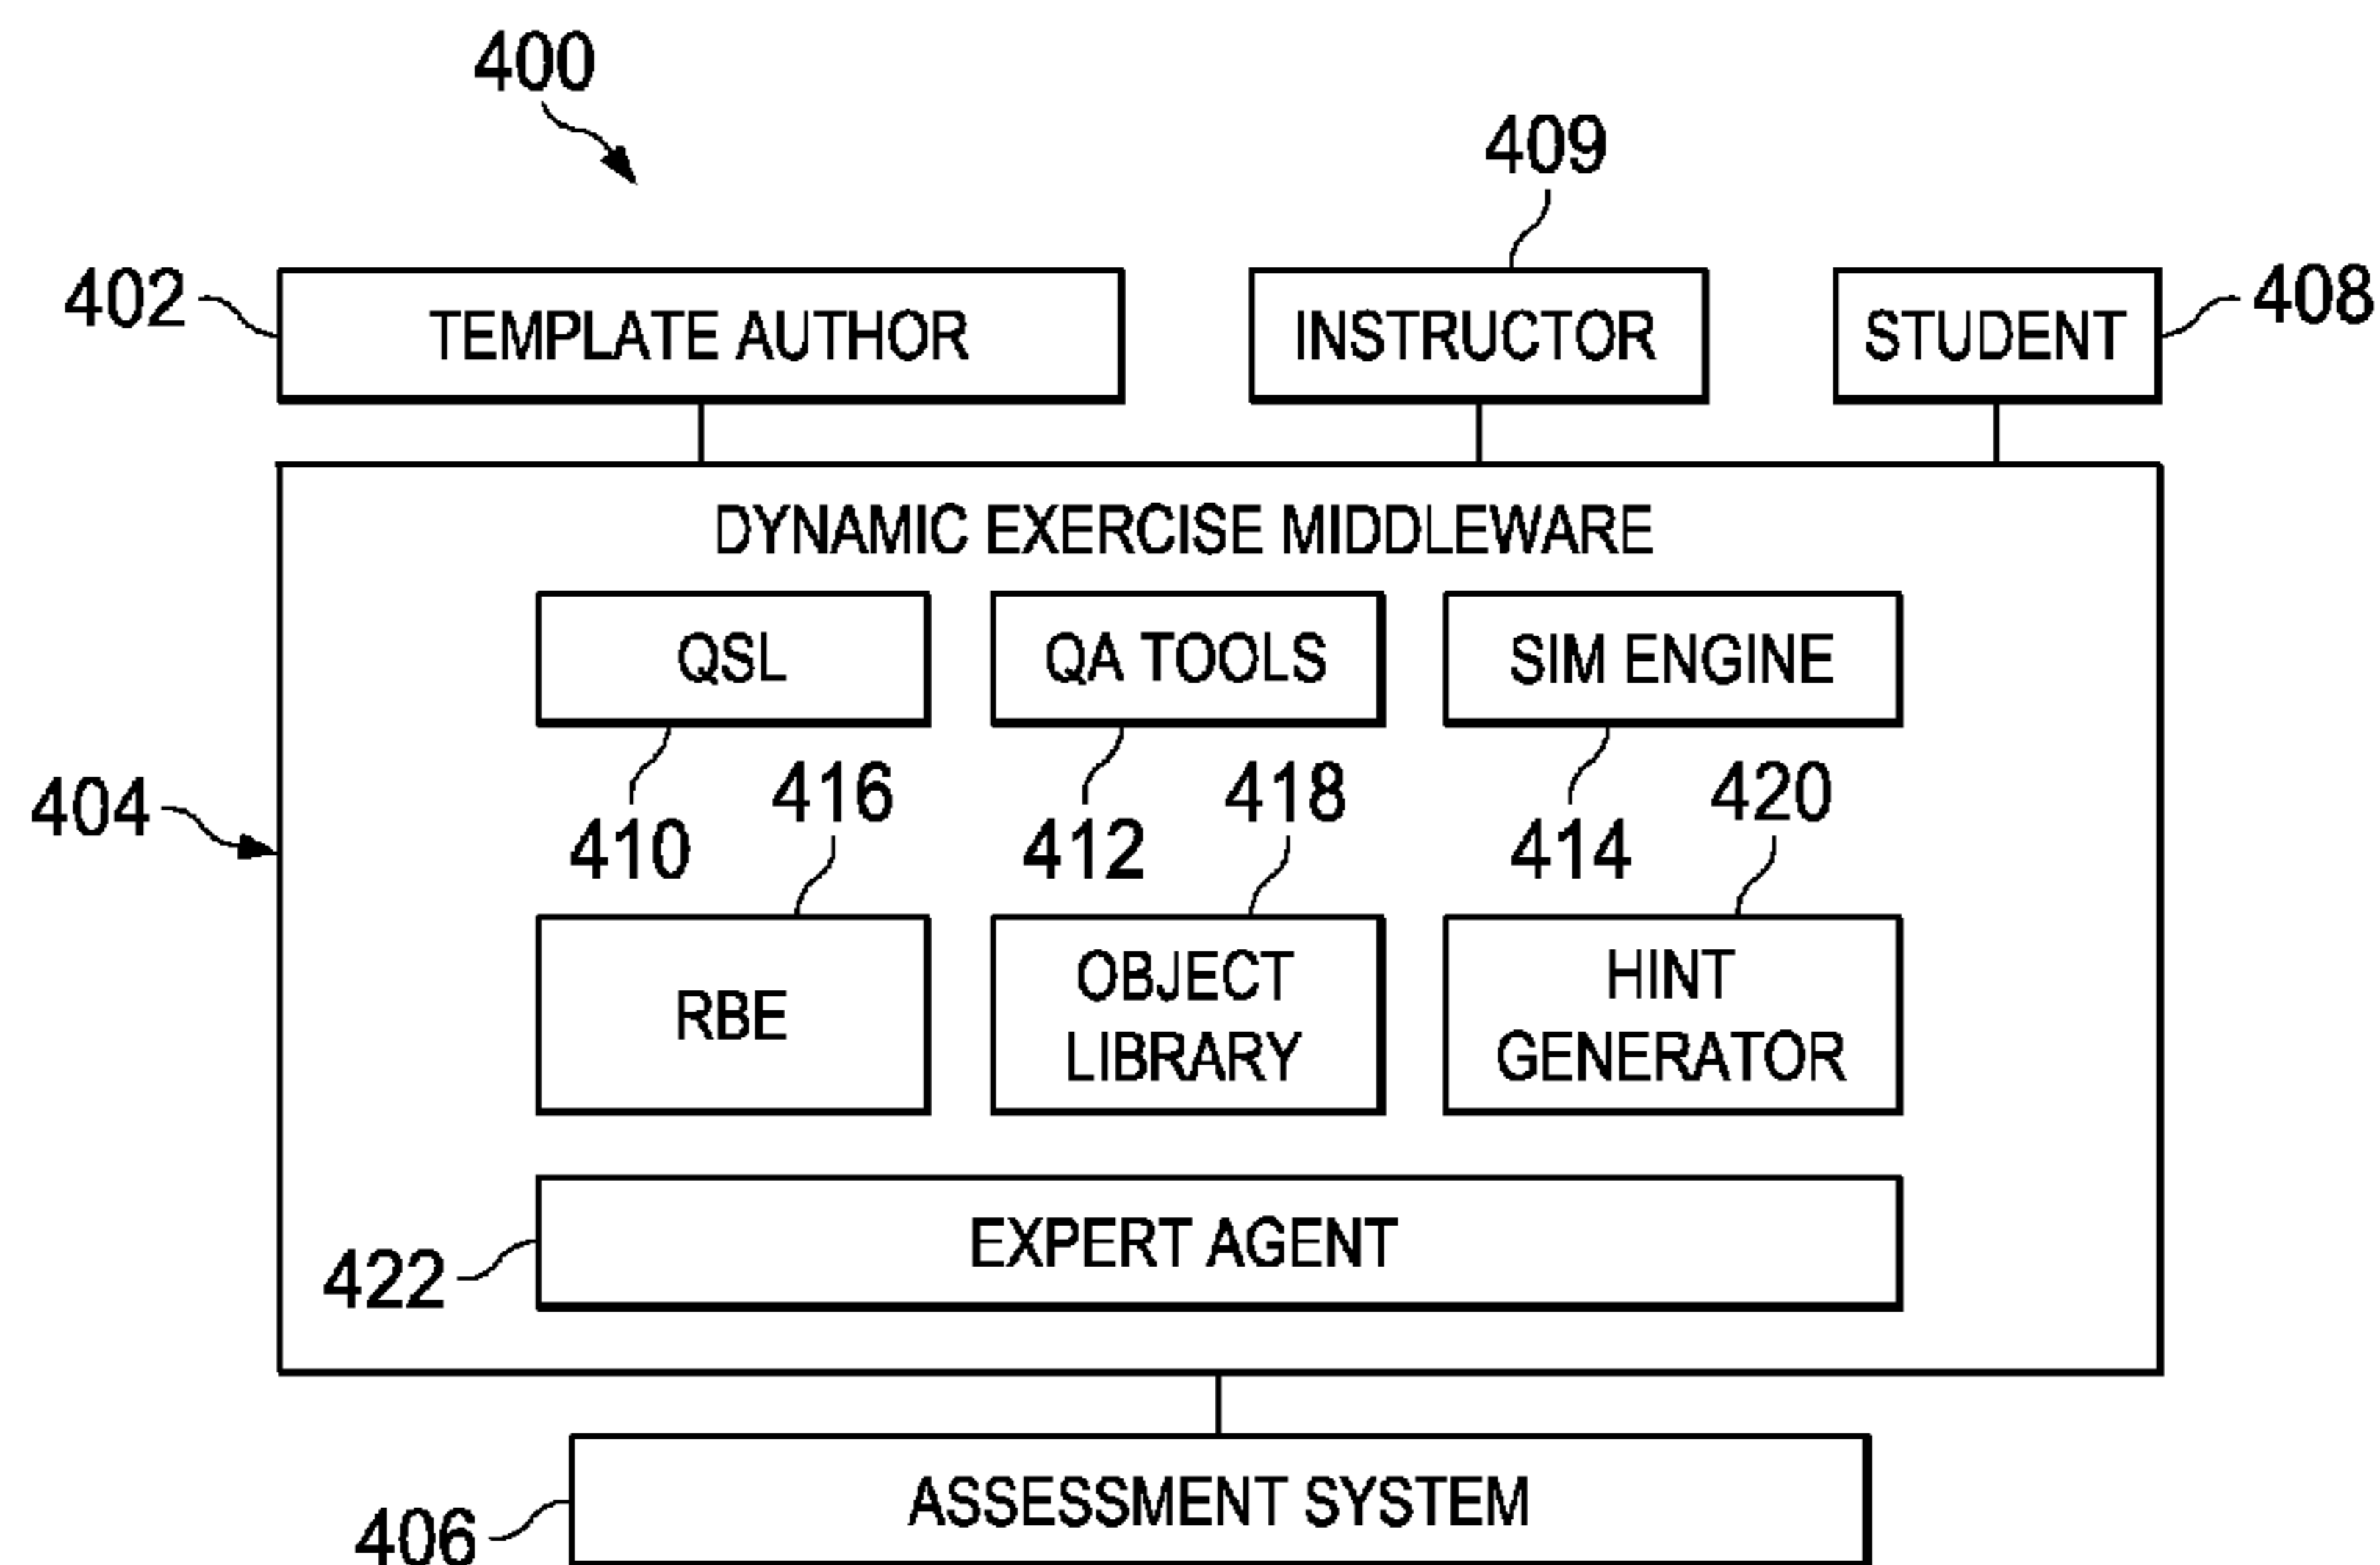 400
409
402
TEMPLATE AUTHOR
INSTRUCTOR
STUDENT
408
DYNAMIC EXERCISE MIDDLEWARE
QSL
QA TOOLS
SIM ENGINE
404
416
418
420
410
412
414
RBE
OBJECT
LIBRARY
HINT
GENERATOR
EXPERT AGENT
422
ASSESSMENT SYSTEM
406